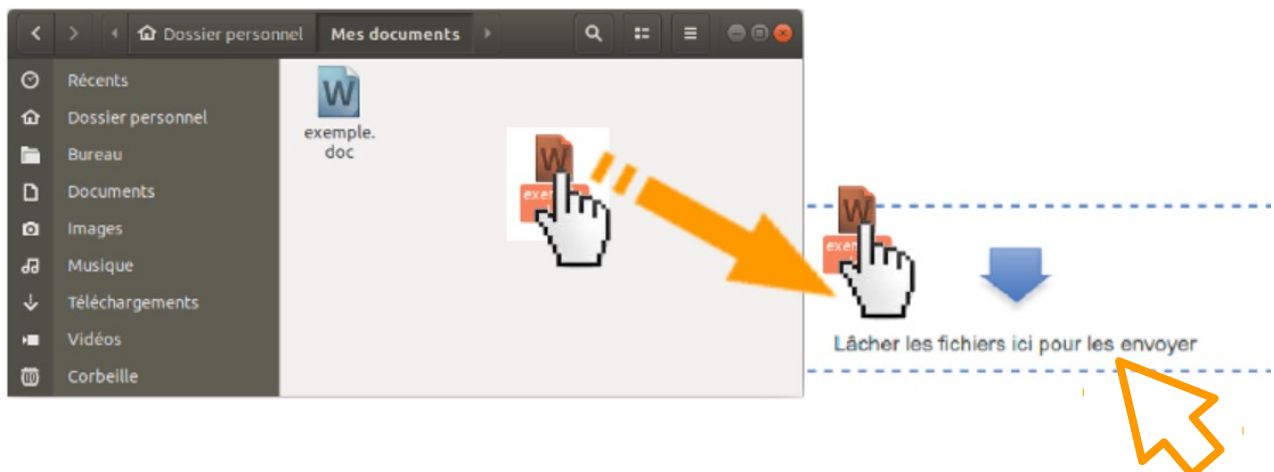 Dossier personnel Mes documents
Récents
Dossier personnel
Bureau
Documents
Images
Musique
Téléchargements
Vidéos
Corbeille
exemple.
doc
W
W
W
Lâcher les fichiers ici pour les envoyer